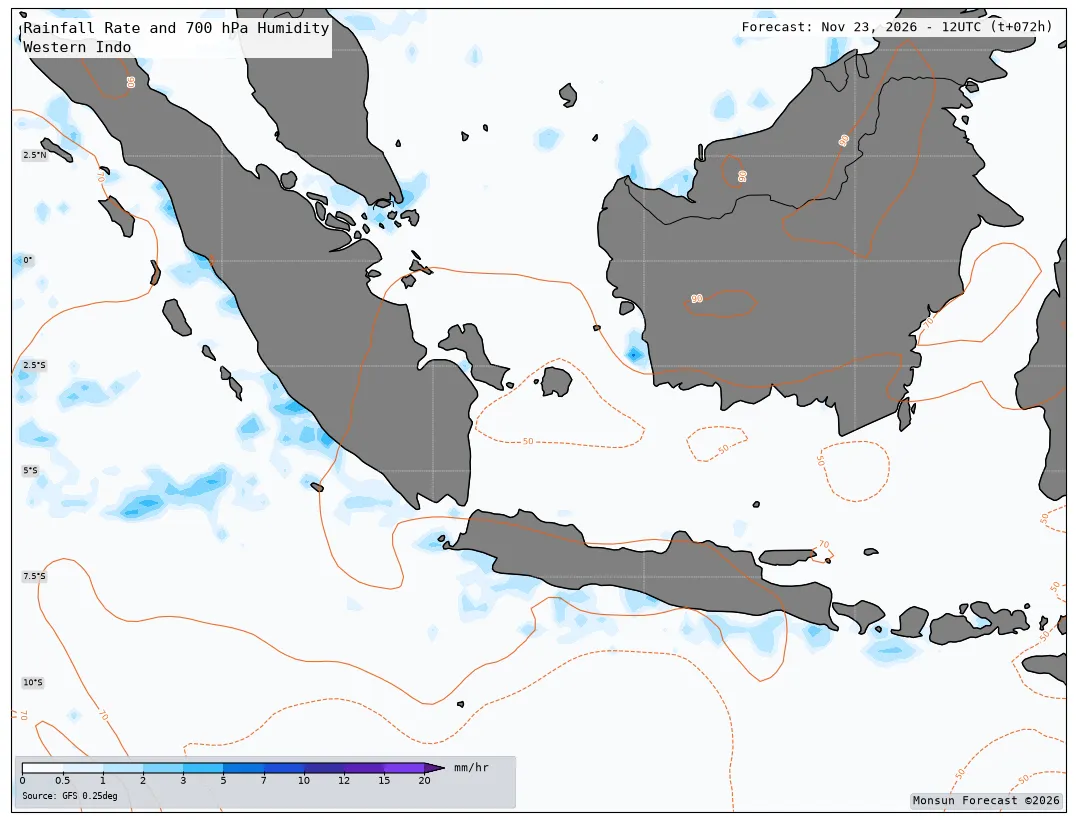 Rainfall Rate and 700 hPa Humidity
Western Indo
Forecast: Nov 23, 2026 - 12UTC (t+072h)
90
90
2.5°N
90
70
0°
90
70
2.5°S
50
50
50
5°S
50
70
7.5°S
50
50
10°S
70
70
50
50
mm/hr
0 0.5 1 2 3 5 7 10 12 15 20
Source: GFS 0.25deg
Monsun Forecast ©2026